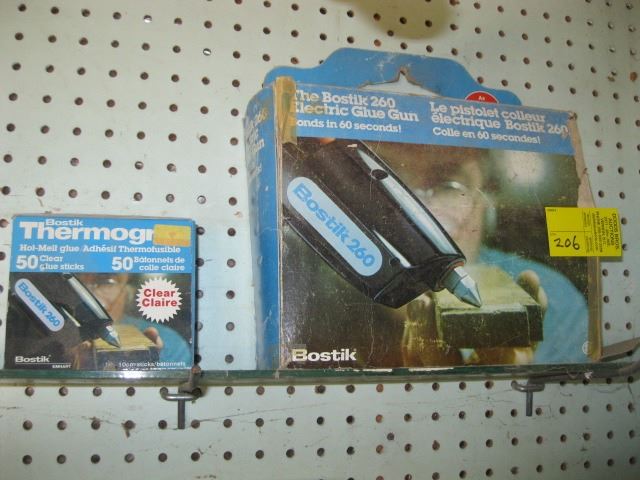 The Bostik 260
Electric Glue Gun
Bonds in 60 seconds!
Le pistolet colleur
électrique Bostik 260
Colle en 60 secondes!
Bostik 260
Bostik
206
Bostik
Thermogr
Hot-Melt glue/Adhésif Thermofusible
50 Clear
glue sticks
50 Bâtonnets de
colle claire
Clear
Claire
Bostik 260
Bostik